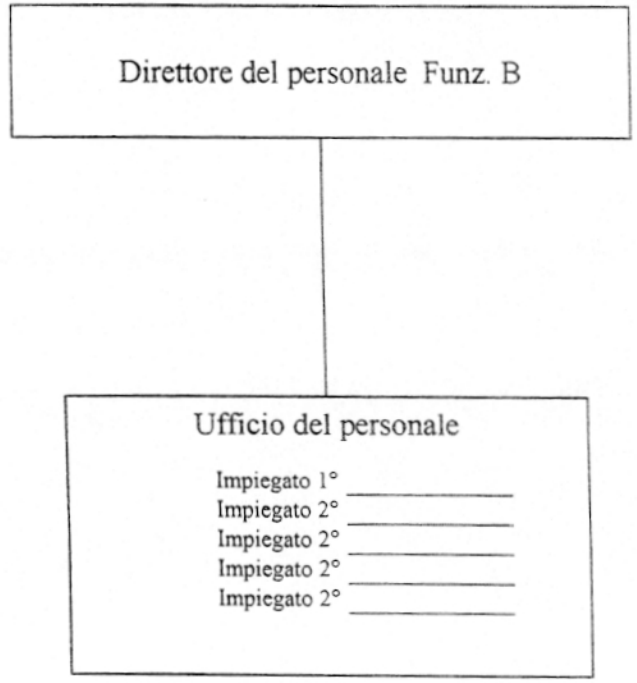 Direttore del personale Funz. B
Ufficio del personale
Impiegato 1°
Impiegato 2°
Impiegato 2°
Impiegato 2°
Impiegato 2°